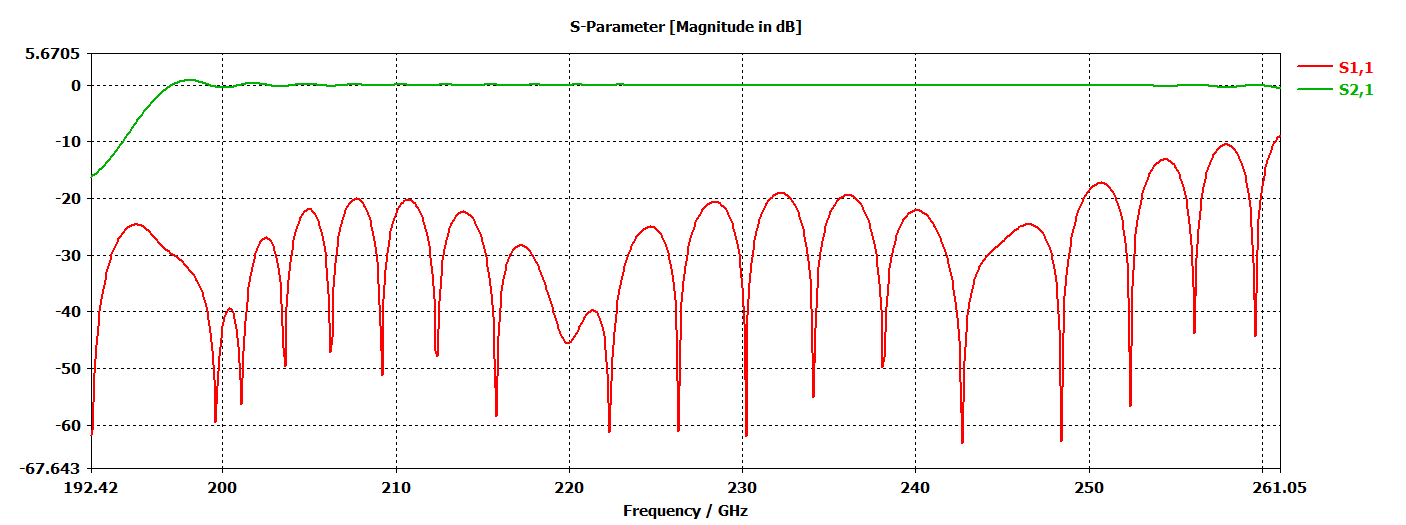 S-Parameter [Magnitude in dB]
5.6705
0
-10
-20
-30
-40
-50
-60
-67.643
192.42 200 210 220 230 240 250 261.05
Frequency / GHz
S1,1
S2,1